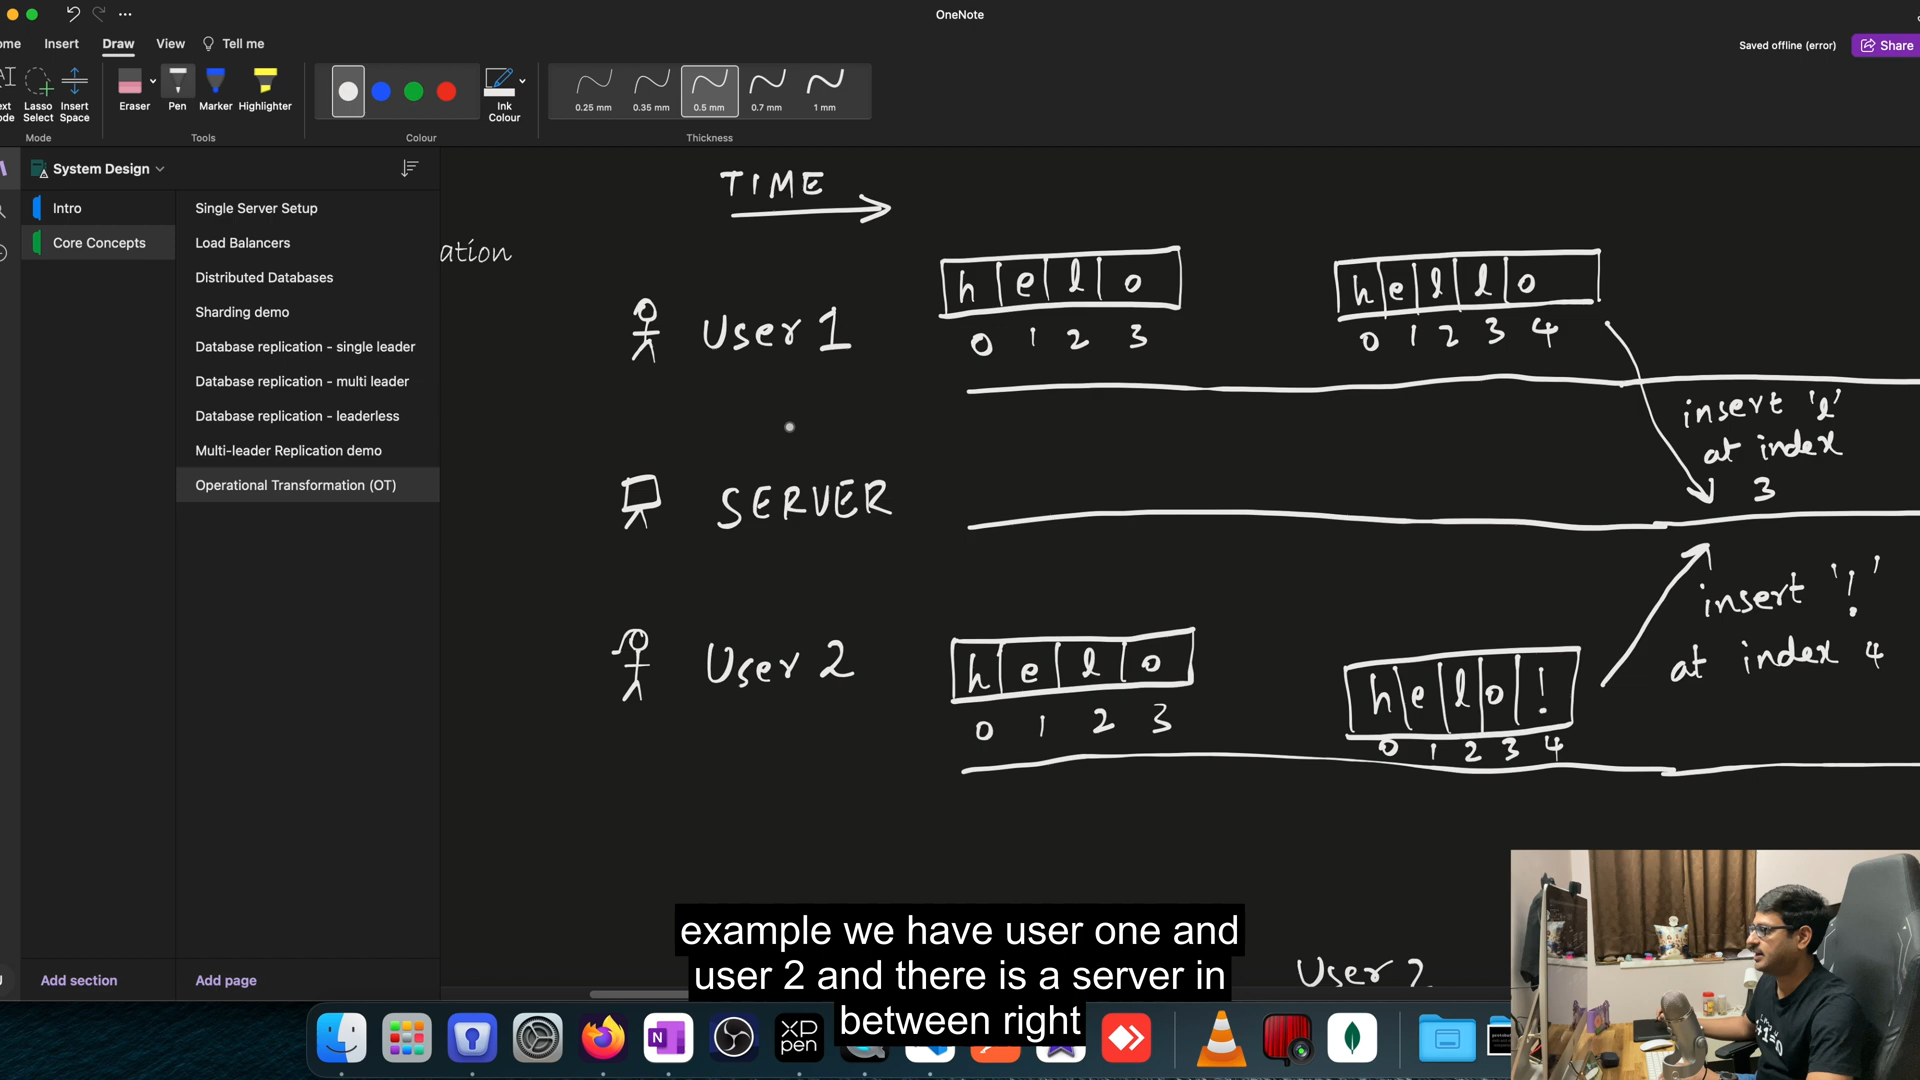 OneNote
ome Insert Draw View Tell me
Saved offline (error)
Share
ext
ode
Lasso
Select
Insert
Space
Eraser
Pen
Marker
Highlighter
Ink
Colour
0.25 mm
0.35 mm
0.5 mm
0.7 mm
1 mm
Mode
Tools
Colour
Thickness
System Design
Intro
Core Concepts
Single Server Setup
Load Balancers
Distributed Databases
Sharding demo
Database replication - single leader
Database replication - multi leader
Database replication - leaderless
Multi-leader Replication demo
Operational Transformation (OT)
Add section
Add page
ation
TIME
User 1
h e l o
0 1 2 3
h e l l o
0 1 2 3 4
insert 'l'
at index
3
SERVER
insert '!'
at index 4
User 2
h e l o
0 1 2 3
h e l o !
0 1 2 3 4
User 2
example we have user one and
user 2 and there is a server in
between right
XP
pen